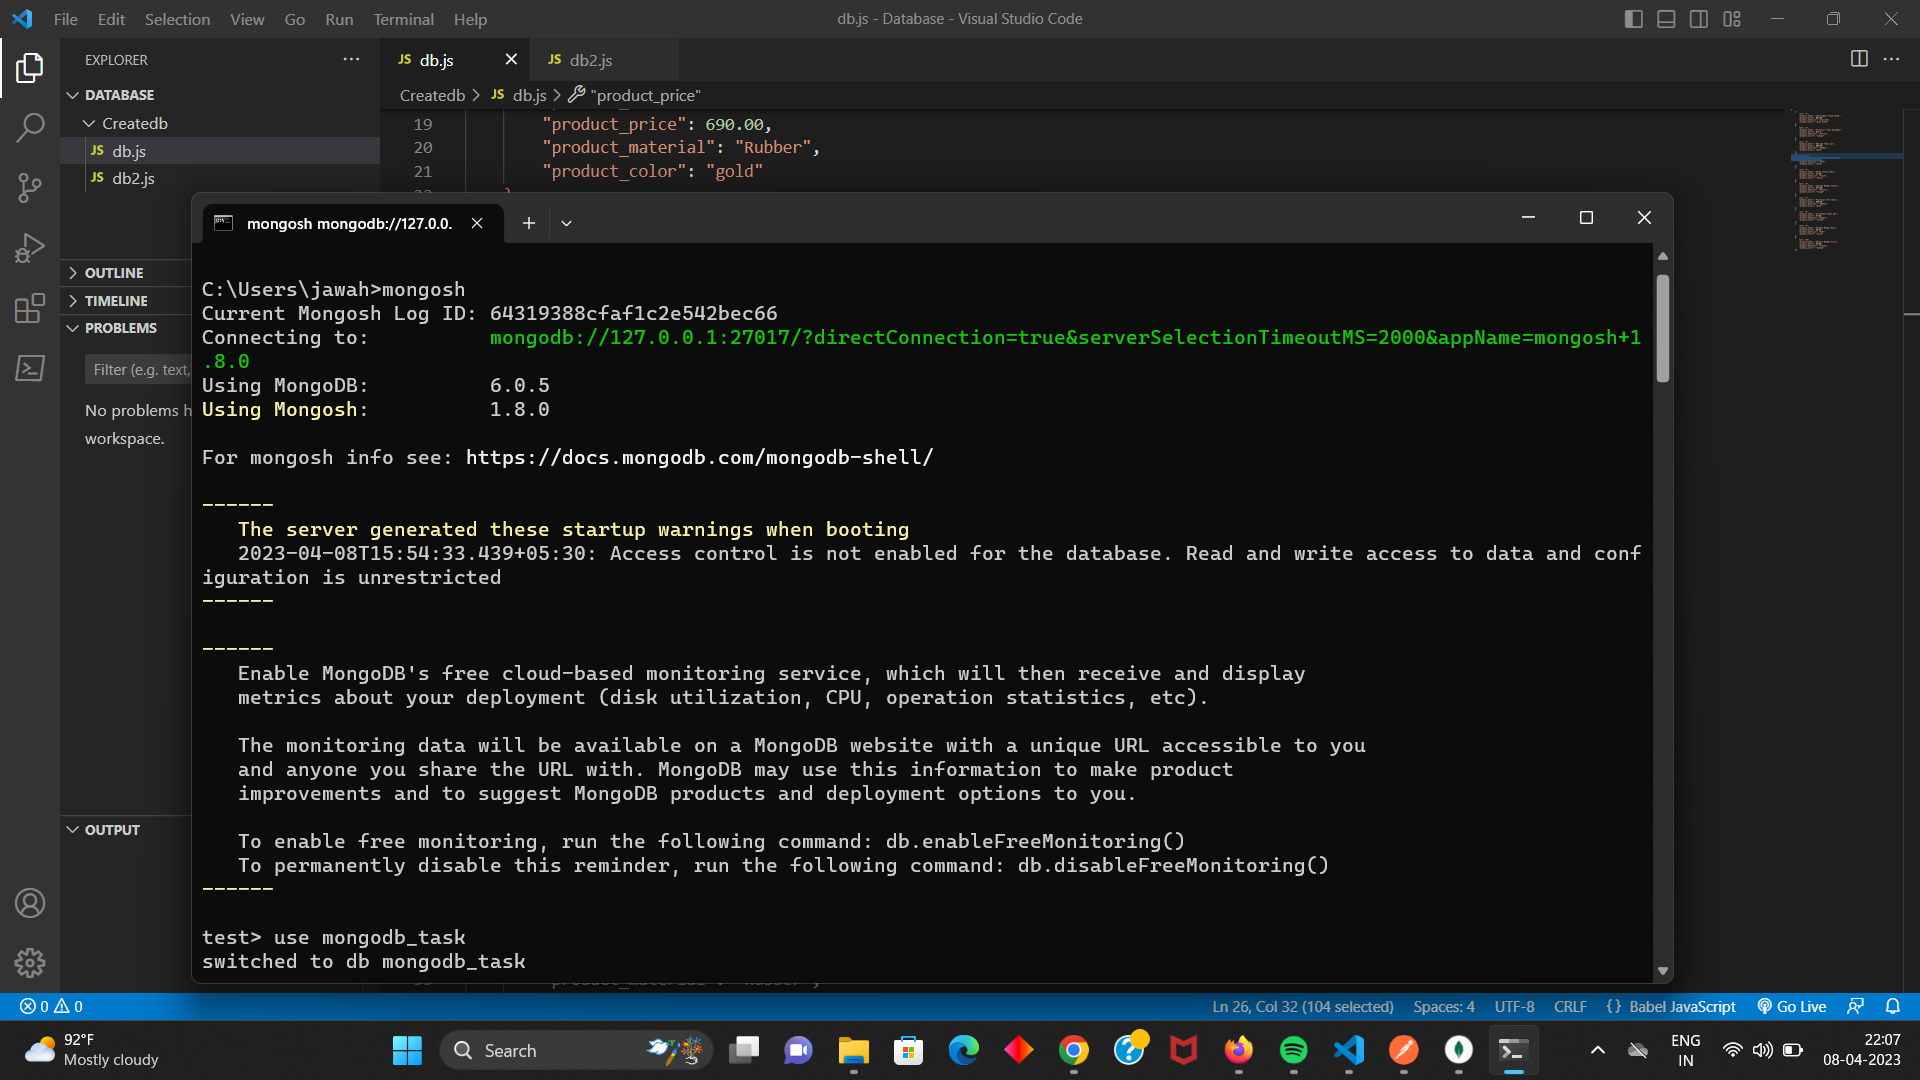 File Edit Selection View Go Run Terminal Help
db.js - Database - Visual Studio Code
EXPLORER
DATABASE
Createdb
JS db.js
JS db2.js
OUTLINE
TIMELINE
PROBLEMS
Filter (e.g. text,
No problems h
workspace.
OUTPUT
JS db.js
JS db2.js
Createdb > JS db.js > "product_price"
19 "product_price": 690.00,
20 "product_material": "Rubber",
21 "product_color": "gold"
mongosh mongodb://127.0.0.
C:\Users\jawah>mongosh
Current Mongosh Log ID: 64319388cfaf1c2e542bec66
Connecting to: mongodb://127.0.0.1:27017/?directConnection=true&serverSelectionTimeoutMS=2000&appName=mongosh+1
.8.0
Using MongoDB: 6.0.5
Using Mongosh: 1.8.0
For mongosh info see: https://docs.mongodb.com/mongodb-shell/
------
The server generated these startup warnings when booting
2023-04-08T15:54:33.439+05:30: Access control is not enabled for the database. Read and write access to data and conf
iguration is unrestricted
------
------
Enable MongoDB's free cloud-based monitoring service, which will then receive and display
metrics about your deployment (disk utilization, CPU, operation statistics, etc).
The monitoring data will be available on a MongoDB website with a unique URL accessible to you
and anyone you share the URL with. MongoDB may use this information to make product
improvements and to suggest MongoDB products and deployment options to you.
To enable free monitoring, run the following command: db.enableFreeMonitoring()
To permanently disable this reminder, run the following command: db.disableFreeMonitoring()
------
test> use mongodb_task
switched to db mongodb_task
0 0
Ln 26, Col 32 (104 selected) Spaces: 4 UTF-8 CRLF {} Babel JavaScript Go Live
92°F
Mostly cloudy
Search
ENG
IN
22:07
08-04-2023